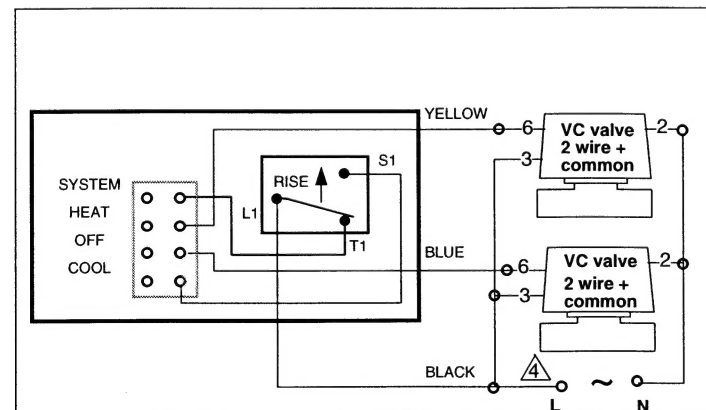 YELLOW
6
VC valve
2 wire +
common
2
3
S1
SYSTEM
RISE
HEAT
L1
OFF
T1
COOL
BLUE
6
VC valve
2 wire +
common
2
3
BLACK
4
~
L
N